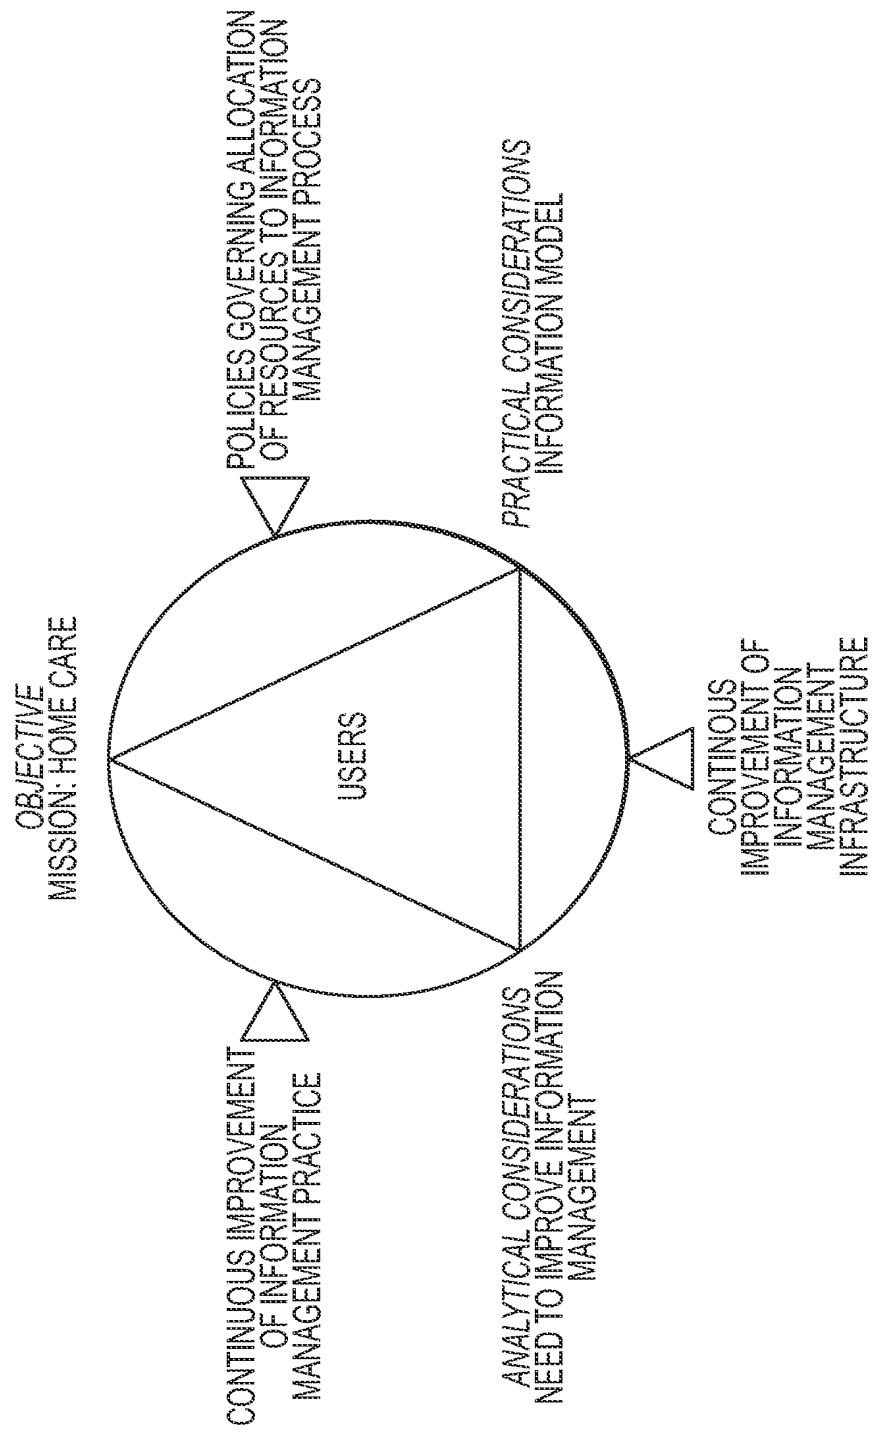 OBJECTIVE
MISSION: HOME CARE
CONTINUOUS IMPROVEMENT
OF INFORMATION
MANAGEMENT PRACTICE
POLICIES GOVERNING ALLOCATION
OF RESOURCES TO INFORMATION
MANAGEMENT PROCESS
USERS
ANALYTICAL CONSIDERATIONS
NEED TO IMPROVE INFORMATION
MANAGEMENT
PRACTICAL CONSIDERATIONS
INFORMATION MODEL
CONTINOUS
IMPROVEMENT OF
INFORMATION
MANAGEMENT
INFRASTRUCTURE